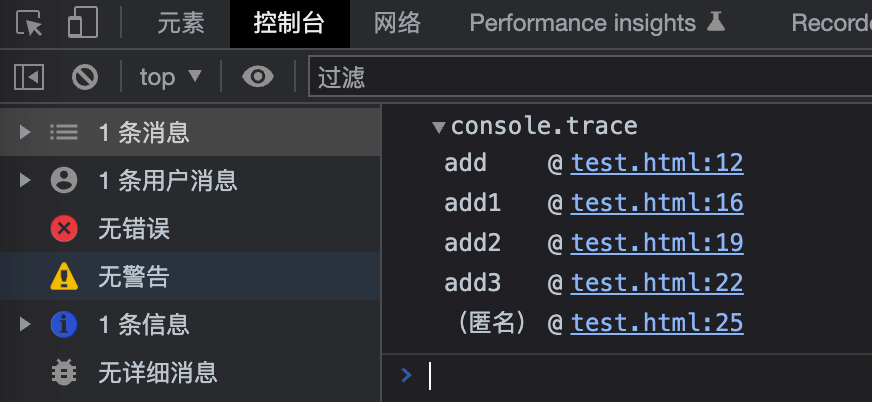 元素 控制台 网络 Performance insights
top ▼ 过滤
1 条消息
1 条用户消息
无错误
无警告
1 条信息
无详细消息
▼console.trace
add @ test.html:12
add1 @ test.html:16
add2 @ test.html:19
add3 @ test.html:22
（匿名） @ test.html:25
>